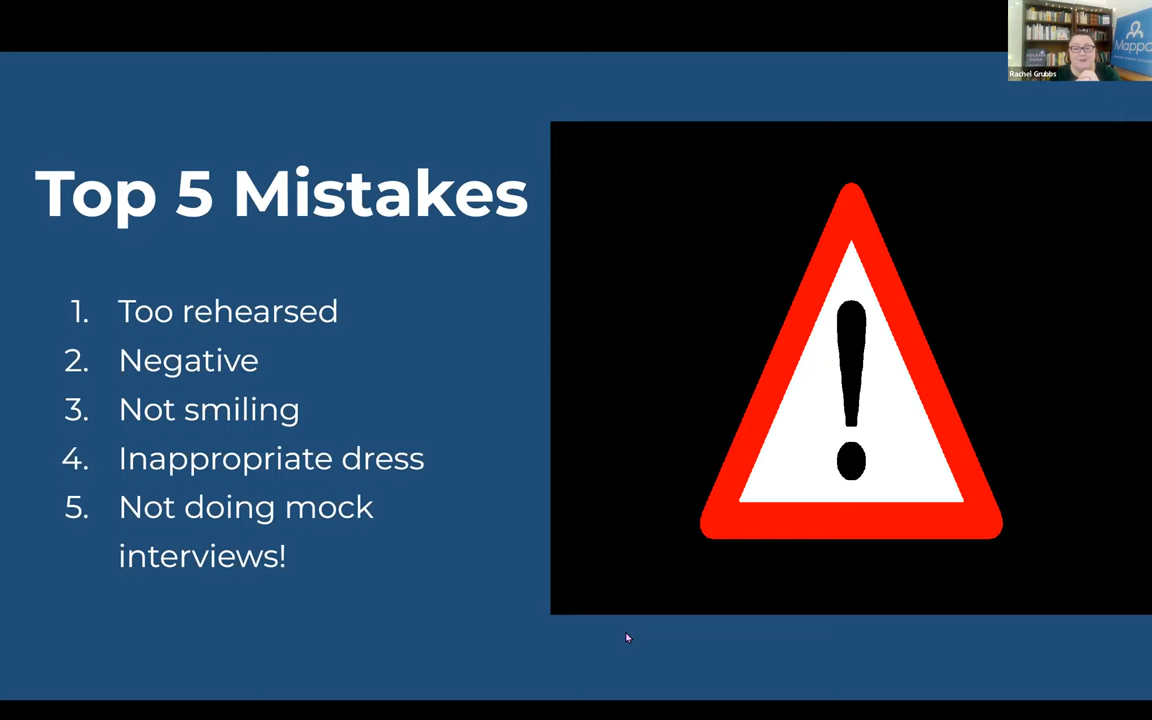 Mappd
Rachel Grubbs
Top 5 Mistakes
1. Too rehearsed
2. Negative
3. Not smiling
4. Inappropriate dress
5. Not doing mock
interviews!